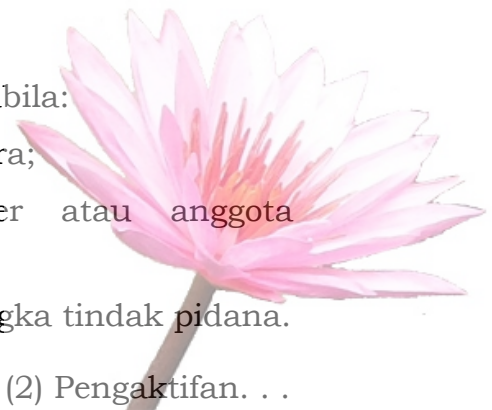 bila:
ra;
er atau anggota
gka tindak pidana.
(2) Pengaktifan. . .